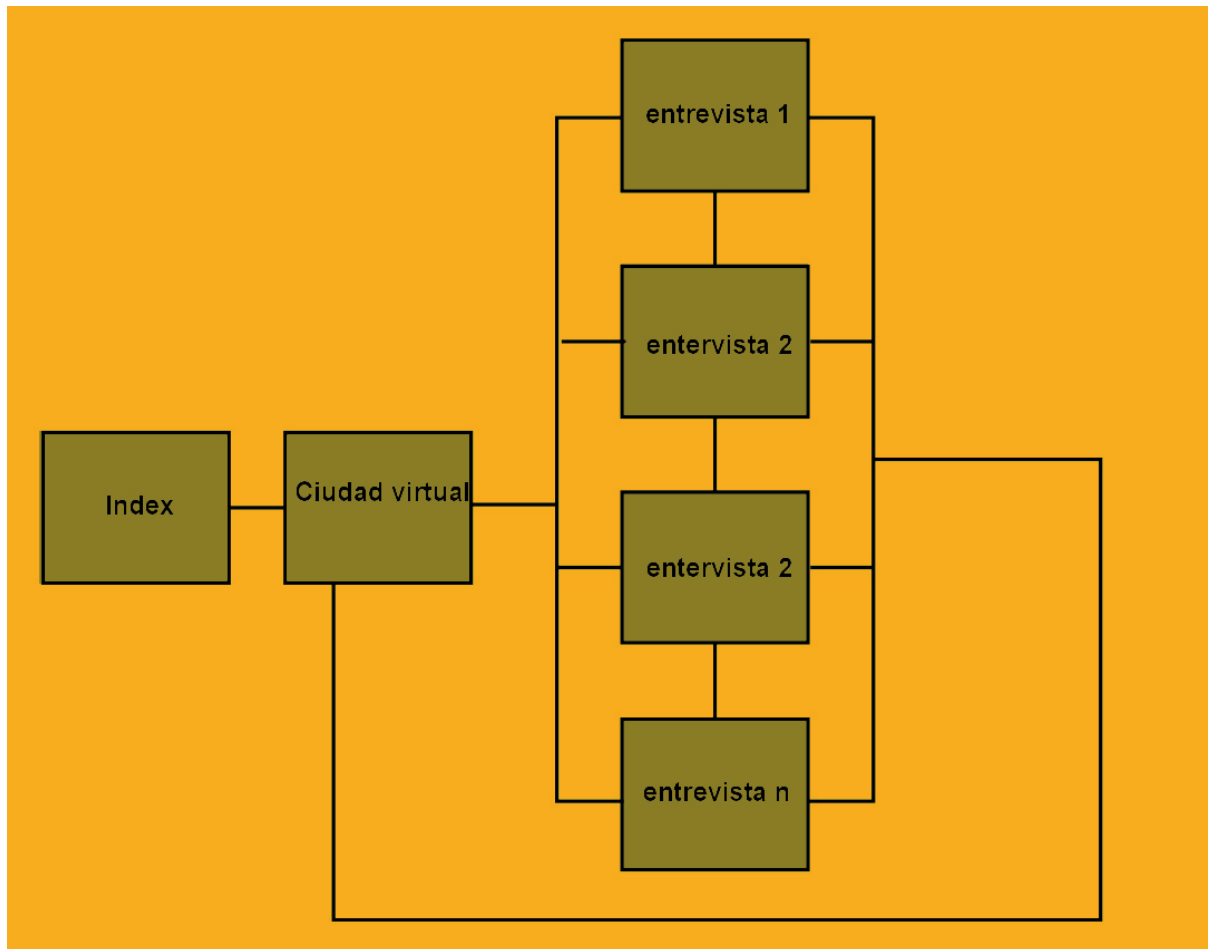 entrevista 1
entervista 2
Index
Ciudad virtual
entervista 2
entrevista n